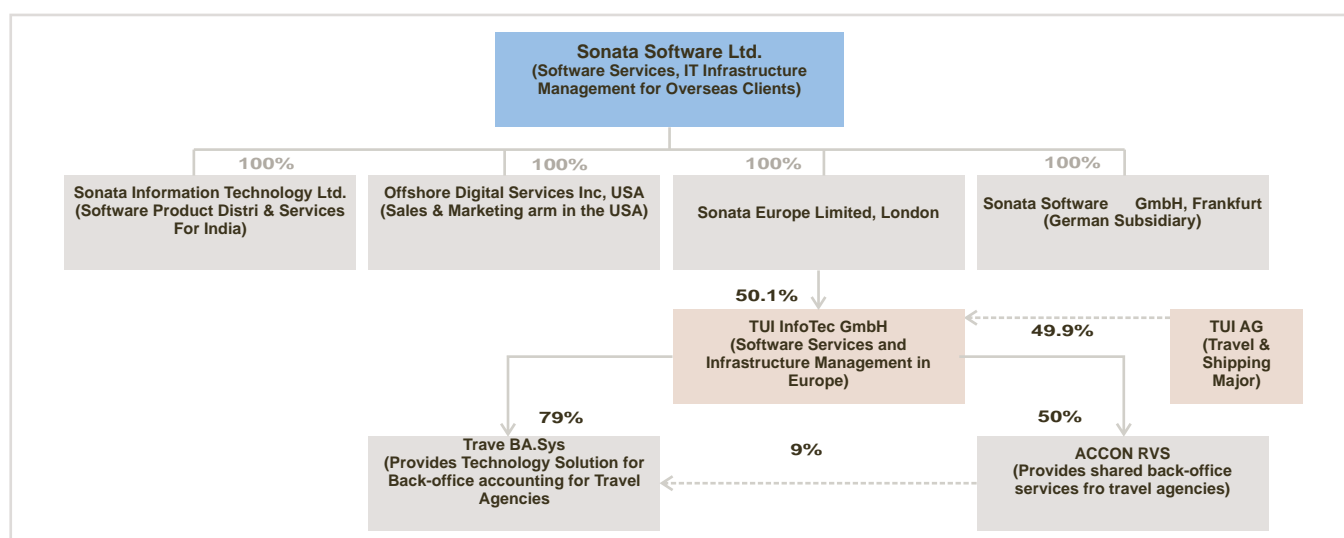 Sonata Software Ltd.
(Software Services, IT Infrastructure
Management for Overseas Clients)
100%
100%
100%
100%
Sonata Information Technology Ltd.
(Software Product Distri & Services
For India)
Offshore Digital Services Inc, USA
(Sales & Marketing arm in the USA)
Sonata Europe Limited, London
Sonata Software GmbH, Frankfurt
(German Subsidiary)
50.1%
TUI InfoTec GmbH
(Software Services and
Infrastructure Management in
Europe)
49.9%
TUI AG
(Travel &
Shipping
Major)
79%
50%
Trave BA.Sys
(Provides Technology Solution for
Back-office accounting for Travel
Agencies
9%
ACCON RVS
(Provides shared back-office
services fro travel agencies)